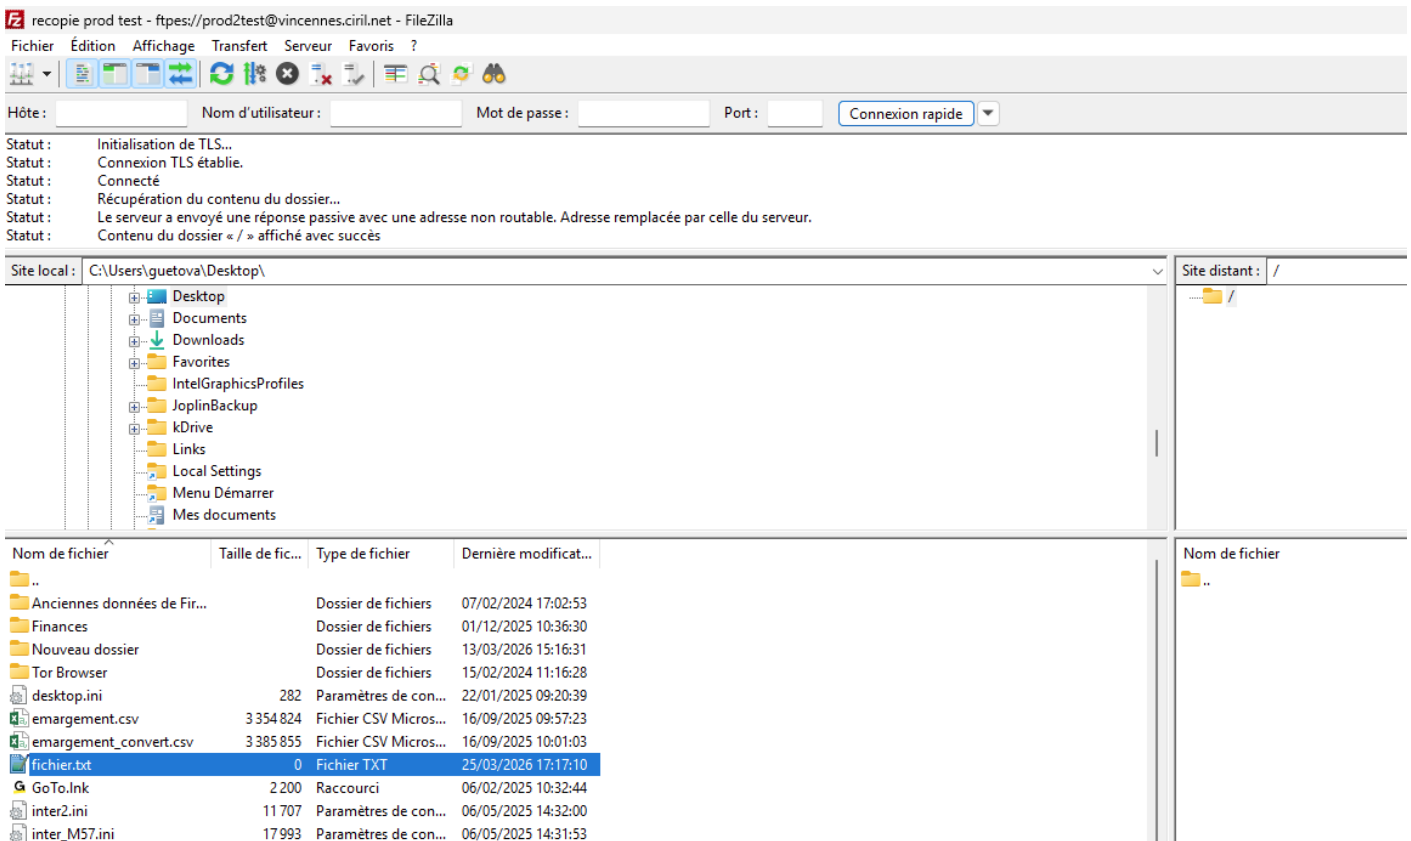 recopie prod test - ftpes://prod2test@vincennes.ciril.net - FileZilla
Fichier Édition Affichage Transfert Serveur Favoris ?
Hôte : Nom d'utilisateur : Mot de passe : Port : Connexion rapide
Statut : Initialisation de TLS...
Statut : Connexion TLS établie.
Statut : Connecté
Statut : Récupération du contenu du dossier...
Statut : Le serveur a envoyé une réponse passive avec une adresse non routable. Adresse remplacée par celle du serveur.
Statut : Contenu du dossier « / » affiché avec succès
Site local : C:\Users\guetova\Desktop\
Desktop
Documents
Downloads
Favorites
IntelGraphicsProfiles
JoplinBackup
kDrive
Links
Local Settings
Menu Démarrer
Mes documents
Site distant : /
/
Nom de fichier Taille de fic... Type de fichier Dernière modificat...
..
Anciennes données de Fir... Dossier de fichiers 07/02/2024 17:02:53
Finances Dossier de fichiers 01/12/2025 10:36:30
Nouveau dossier Dossier de fichiers 13/03/2026 15:16:31
Tor Browser Dossier de fichiers 15/02/2024 11:16:28
desktop.ini 282 Paramètres de con... 22/01/2025 09:20:39
emargement.csv 3 354 824 Fichier CSV Micros... 16/09/2025 09:57:23
emargement_convert.csv 3 385 855 Fichier CSV Micros... 16/09/2025 10:01:03
fichier.txt 0 Fichier TXT 25/03/2026 17:17:10
GoTo.lnk 2 200 Raccourci 06/02/2025 10:32:44
inter2.ini 11 707 Paramètres de con... 06/05/2025 14:32:00
inter_M57.ini 17 993 Paramètres de con... 06/05/2025 14:31:53
Nom de fichier
..